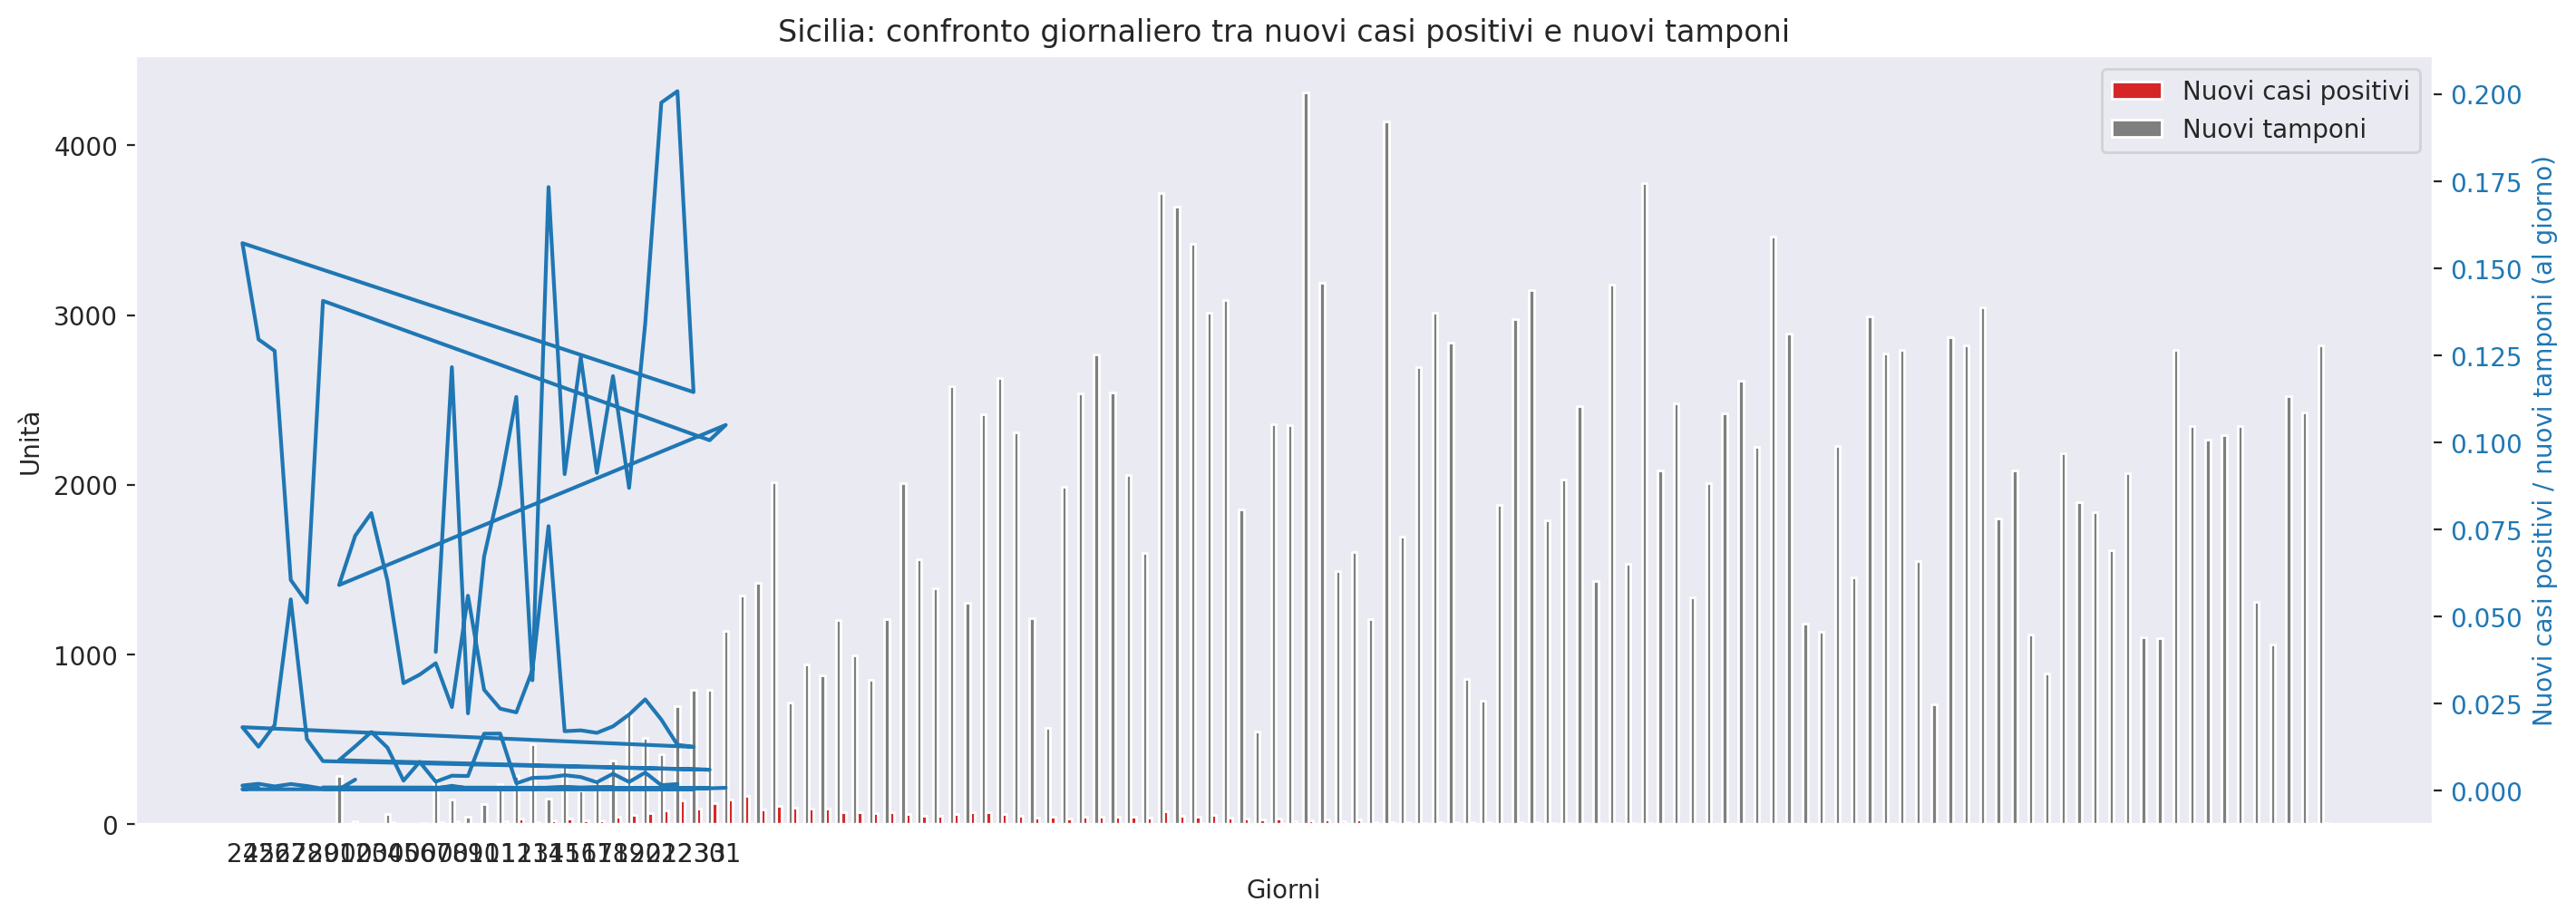 Sicilia: confronto giornaliero tra nuovi casi positivi e nuovi tamponi
Nuovi casi positivi
Nuovi tamponi
4000
3000
2000
1000
0
Unità
0.200
0.175
0.150
0.125
0.100
0.075
0.050
0.025
0.000
Nuovi casi positivi / nuovi tamponi (al giorno)
Giorni